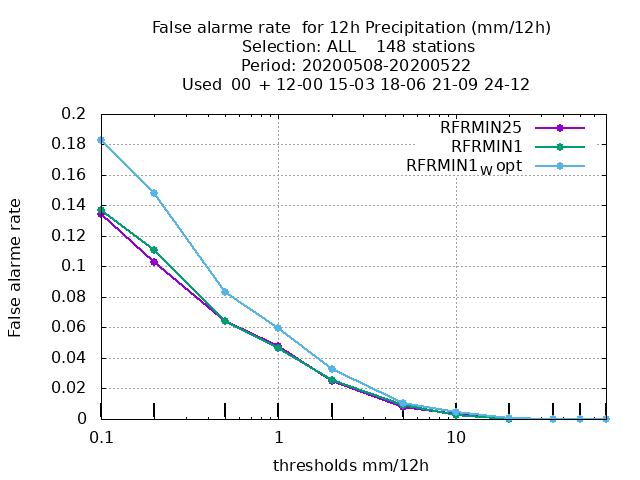 False alarme rate  for 12h Precipitation (mm/12h)
Selection: ALL    148 stations
Period: 20200508-20200522
Used  00 + 12-00 15-03 18-06 21-09 24-12
0.2
RFRMIN25
0.18
RFRMIN1
0.16
RFRMIN1W opt
0.14
0.12
0.1
0.08
0.06
0.04
0.02
0
False alarme rate
0.1
1
10
thresholds mm/12h